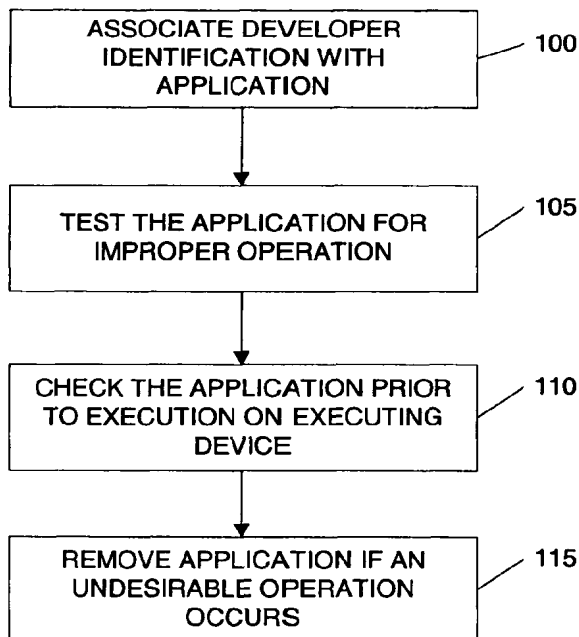 ASSOCIATE DEVELOPER
IDENTIFICATION WITH
APPLICATION
100
TEST THE APPLICATION FOR
IMPROPER OPERATION
105
CHECK THE APPLICATION PRIOR
TO EXECUTION ON EXECUTING
DEVICE
110
REMOVE APPLICATION IF AN
UNDESIRABLE OPERATION
OCCURS
115